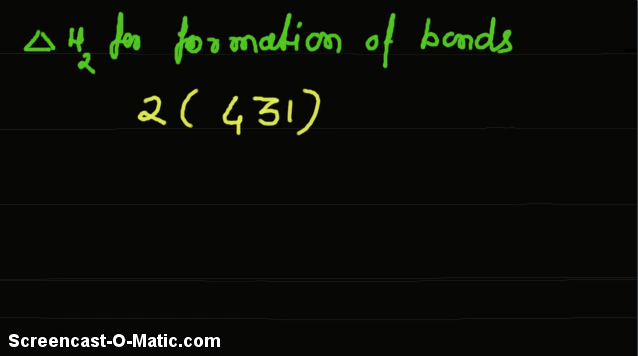 △ H₂ for formation of bonds
2 ( 431 )
Screencast-O-Matic.com